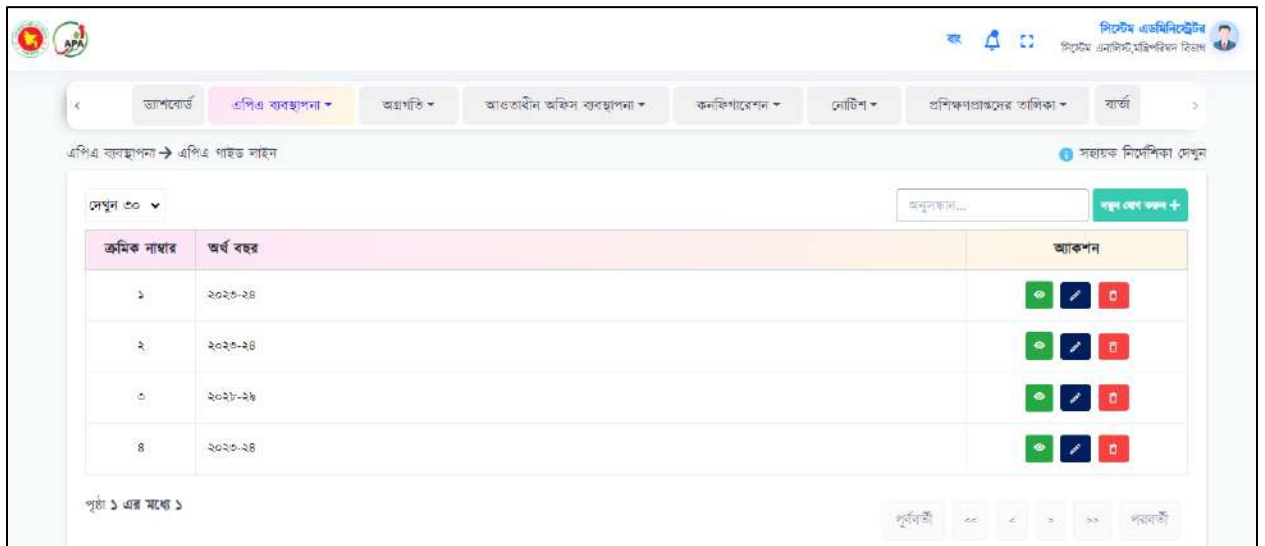 APA
বাং
সিস্টেম এডমিনিস্ট্রেটর
সিস্টেম এনালিস্ট,মন্ত্রিপরিষদ বিভাগ
< ড্যাশবোর্ড এপিএ ব্যবস্থাপনা অগ্রগতি আওতাধীন অফিস ব্যবস্থাপনা কনফিগারেশন নোটিশ প্রশিক্ষণপ্রাপ্তদের তালিকা বার্তা >
এপিএ ব্যবস্থাপনা → এপিএ গাইড লাইন
সহায়ক নির্দেশিকা দেখুন
দেখুন ৩০
অনুসন্ধান...
নতুন যোগ করুন +
ক্রমিক নাম্বার অর্থ বছর অ্যাকশন
১ ২০২৩-২৪
২ ২০২৩-২৪
৩ ২০২৮-২৯
৪ ২০২৩-২৪
পৃষ্ঠা ১ এর মধ্যে ১
পূর্ববর্তী << < > >> পরবর্তী